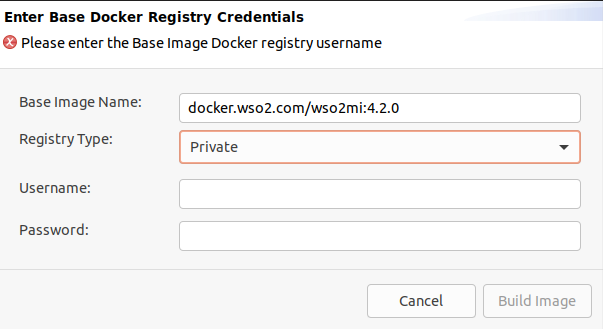 Enter Base Docker Registry Credentials
Please enter the Base Image Docker registry username
Base Image Name: docker.wso2.com/wso2mi:4.2.0
Registry Type: Private
Username:
Password:
Cancel Build Image